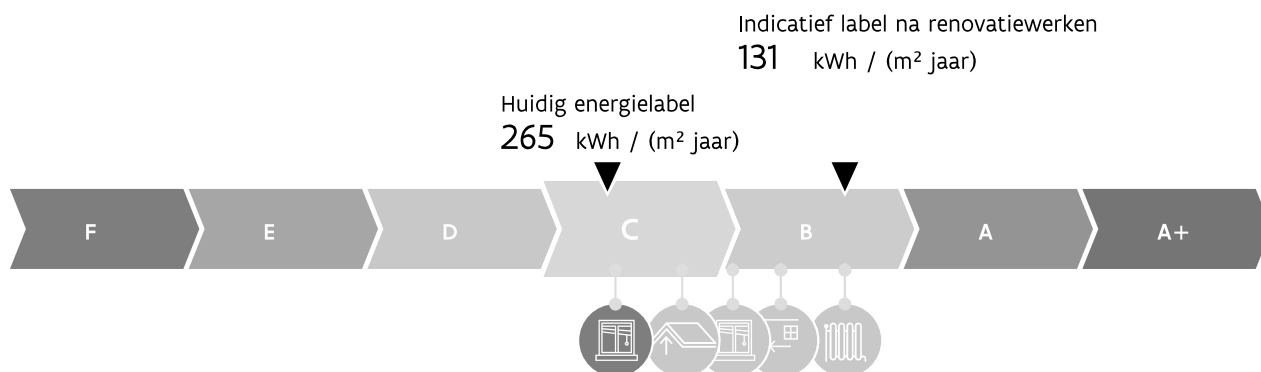 Indicatief label na renovatiewerken
131 kWh / (m² jaar)
Huidig energielabel
265 kWh / (m² jaar)
F E D C B A A+